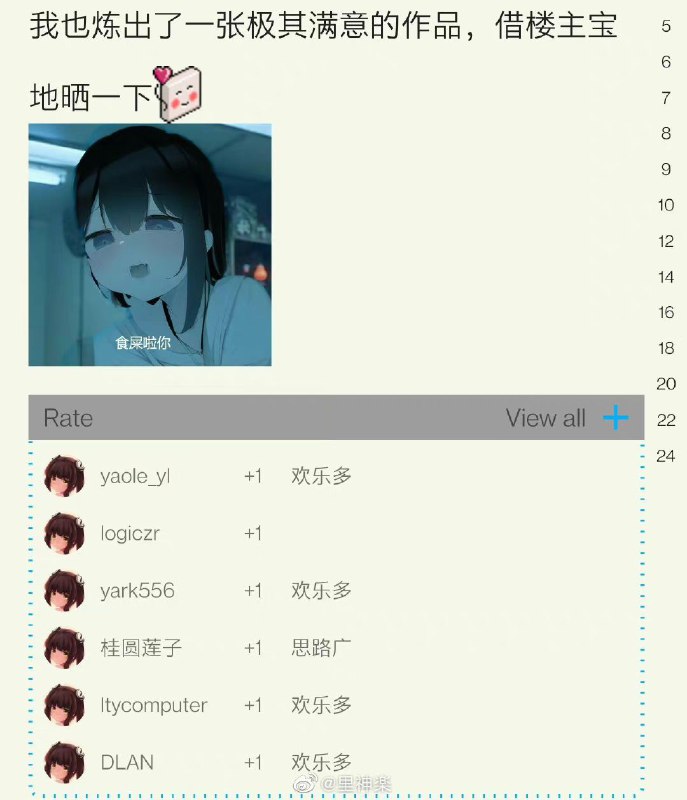 我也炼出了一张极其满意的作品，借楼主宝
地晒一下
食屎啦你
Rate View all +
yaole_yl +1 欢乐多
logiczr +1
yark556 +1 欢乐多
桂圆莲子 +1 思路广
ltycomputer +1 欢乐多
DLAN +1 欢乐多
5
6
7
8
9
10
12
14
16
18
20
22
24
@里神楽